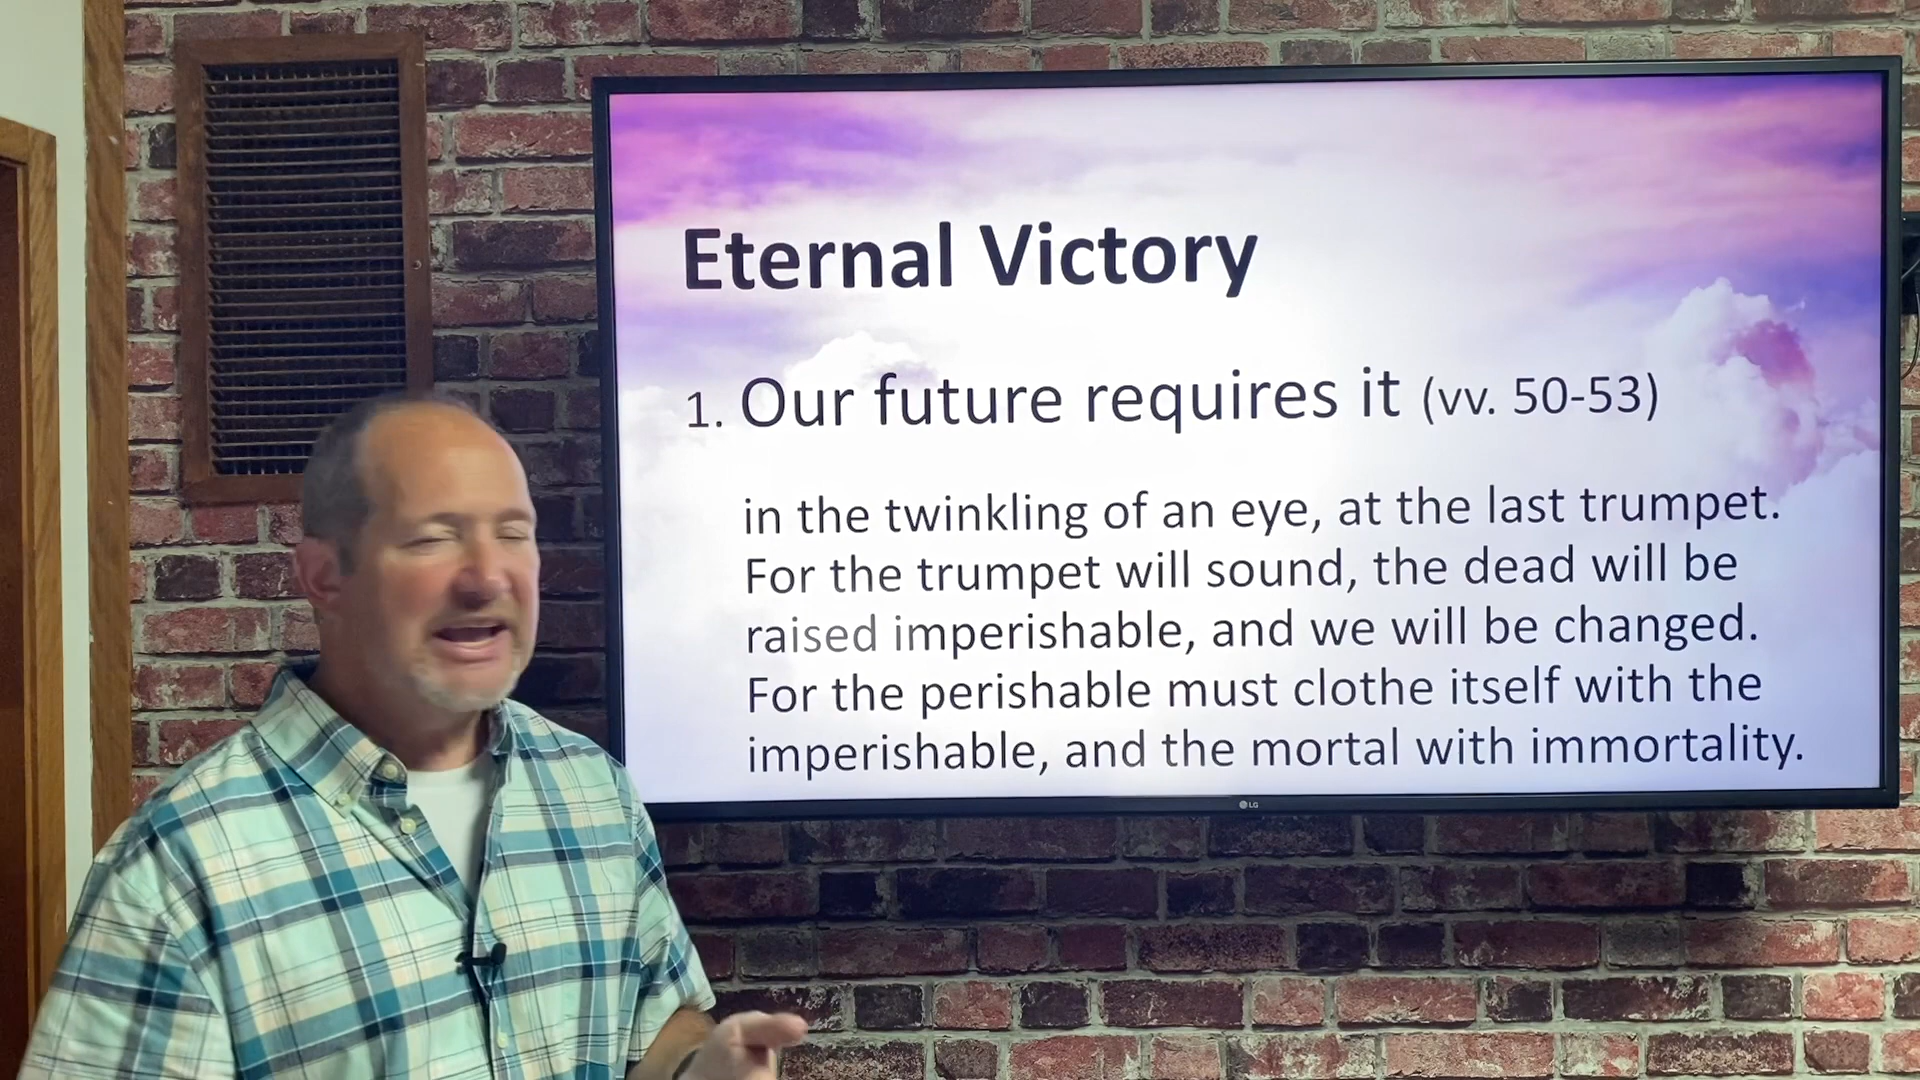 Eternal Victory
1. Our future requires it (vv. 50-53)
in the twinkling of an eye, at the last trumpet.
For the trumpet will sound, the dead will be
raised imperishable, and we will be changed.
For the perishable must clothe itself with the
imperishable, and the mortal with immortality.
LG